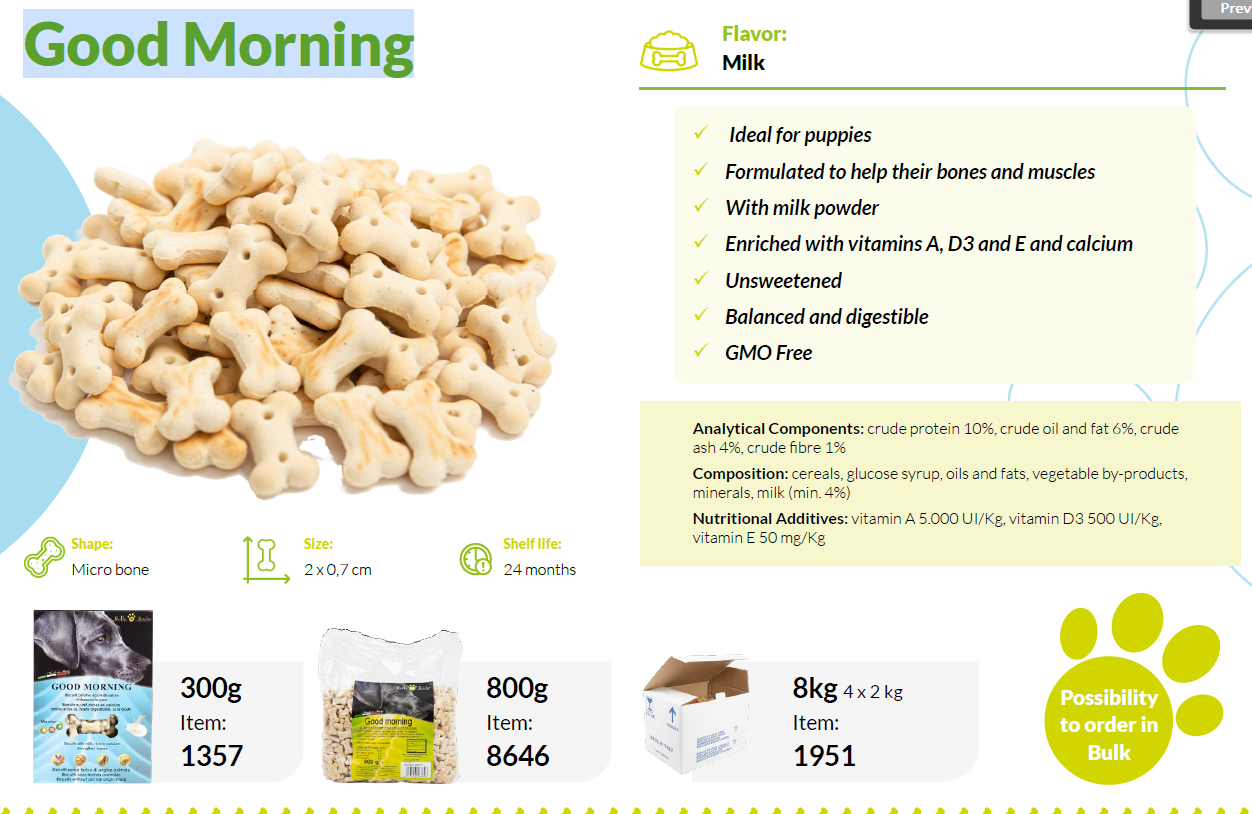 Prev
Good Morning
Flavor:
Milk
Ideal for puppies
Formulated to help their bones and muscles
With milk powder
Enriched with vitamins A, D3 and E and calcium
Unsweetened
Balanced and digestible
GMO Free
Analytical Components: crude protein 10%, crude oil and fat 6%, crude
ash 4%, crude fibre 1%
Composition: cereals, glucose syrup, oils and fats, vegetable by-products,
minerals, milk (min. 4%)
Nutritional Additives: vitamin A 5.000 UI/Kg, vitamin D3 500 UI/Kg,
vitamin E 50 mg/Kg
Shape:
Micro bone
Size:
2 x 0,7 cm
Shelf life:
24 months
GOOD MORNING
300g
Item:
1357
Good morning
800 g
800g
Item:
8646
8kg 4 x 2 kg
Item:
1951
Possibility
to order in
Bulk